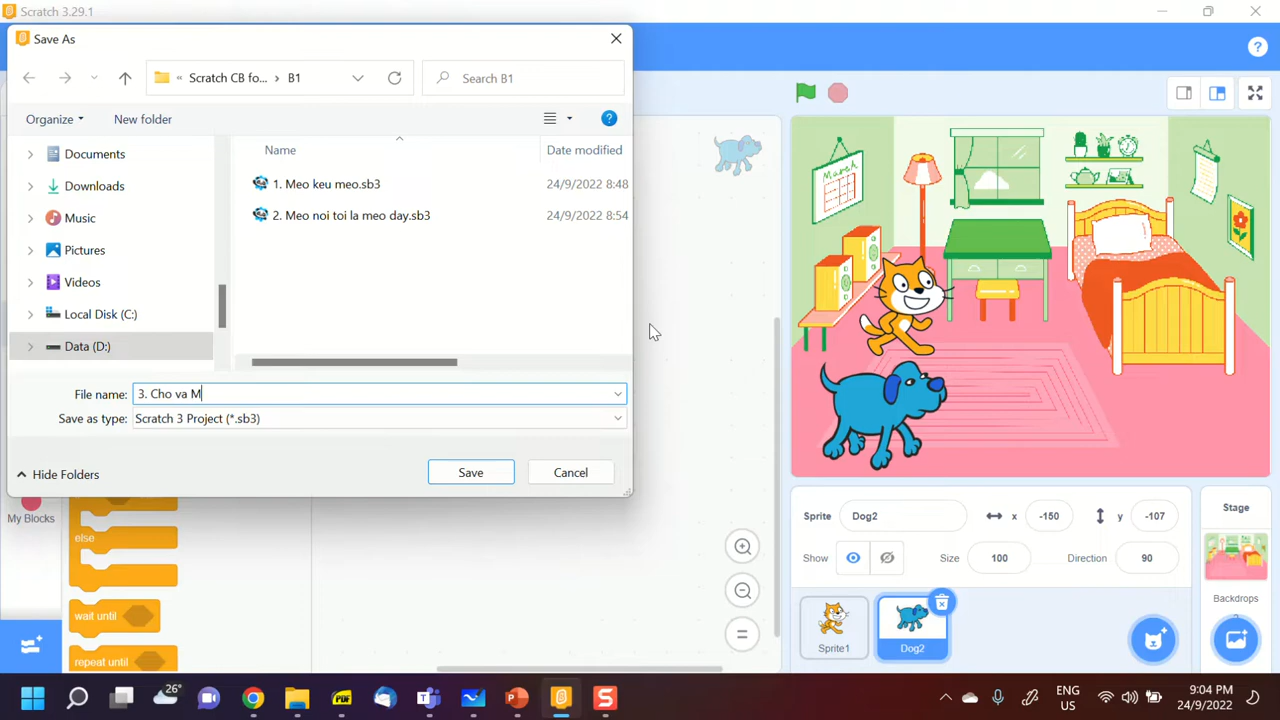 Scratch 3.29.1
Save As
« Scratch CB fo... › B1
Search B1
Organize
New folder
?
?
Name
Date modified
Documents
Downloads
Music
Pictures
Videos
Local Disk (C:)
Data (D:)
1. Meo keu meo.sb3
24/9/2022 8:48
2. Meo noi toi la meo day.sb3
24/9/2022 8:54
File name:
3. Cho va M
Save as type:
Scratch 3 Project (*.sb3)
Hide Folders
Save
Cancel
My Blocks
else
wait until
repeat until
March
Sprite
Dog2
x
-150
y
-107
Show
Size
100
Direction
90
Sprite1
Dog2
Stage
Backdrops
26°
PDF
ENG
US
9:04 PM
24/9/2022